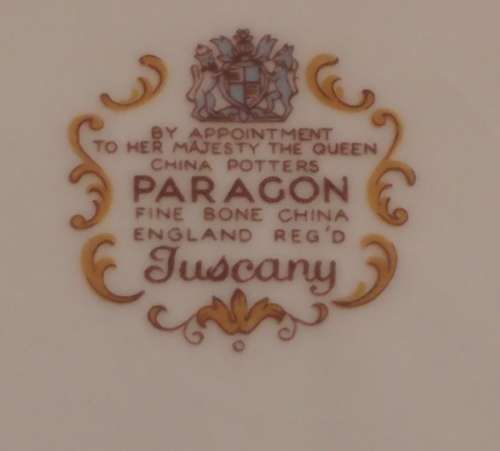 BY APPOINTMENT
TO HER MAJESTY THE QUEEN
CHINA POTTERS
PARAGON
FINE BONE CHINA
ENGLAND REG'D
Tuscany